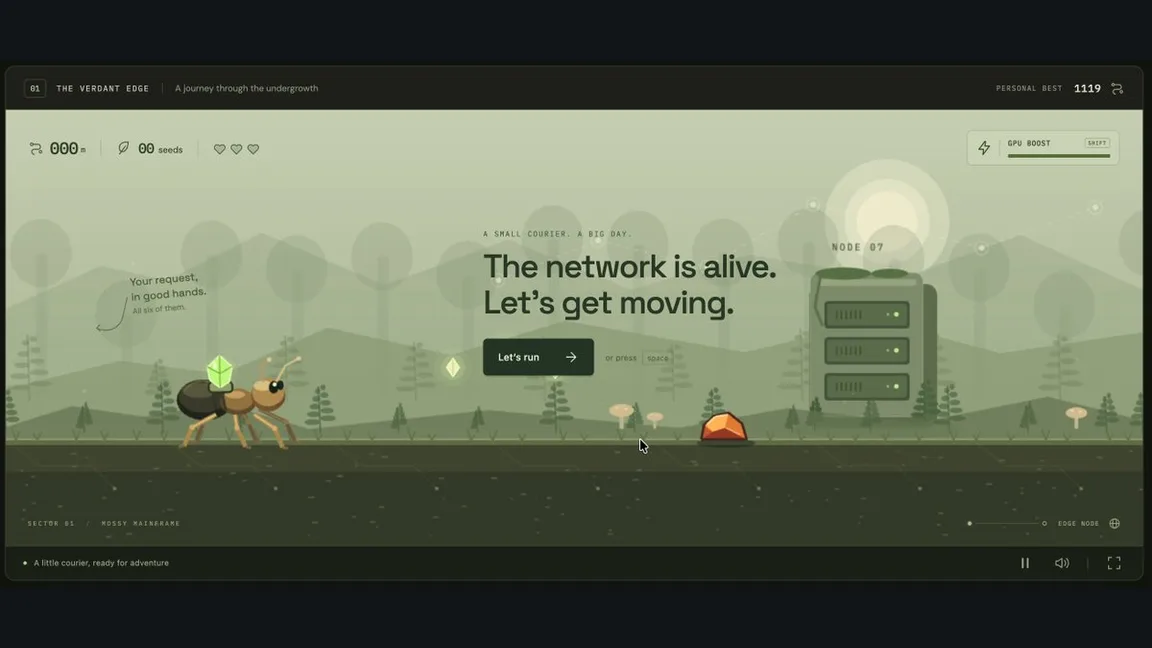 01 THE VERDANT EDGE A journey through the undergrowth
PERSONAL BEST 1119
000 m 00 seeds
GPU BOOST SHIFT
A SMALL COURIER. A BIG DAY.
The network is alive.
Let's get moving.
NODE 07
Your request,
in good hands.
All six of them.
Let's run or press space
SECTOR 01 / MOSSY MAINFRAME
EDGE NODE
A little courier, ready for adventure